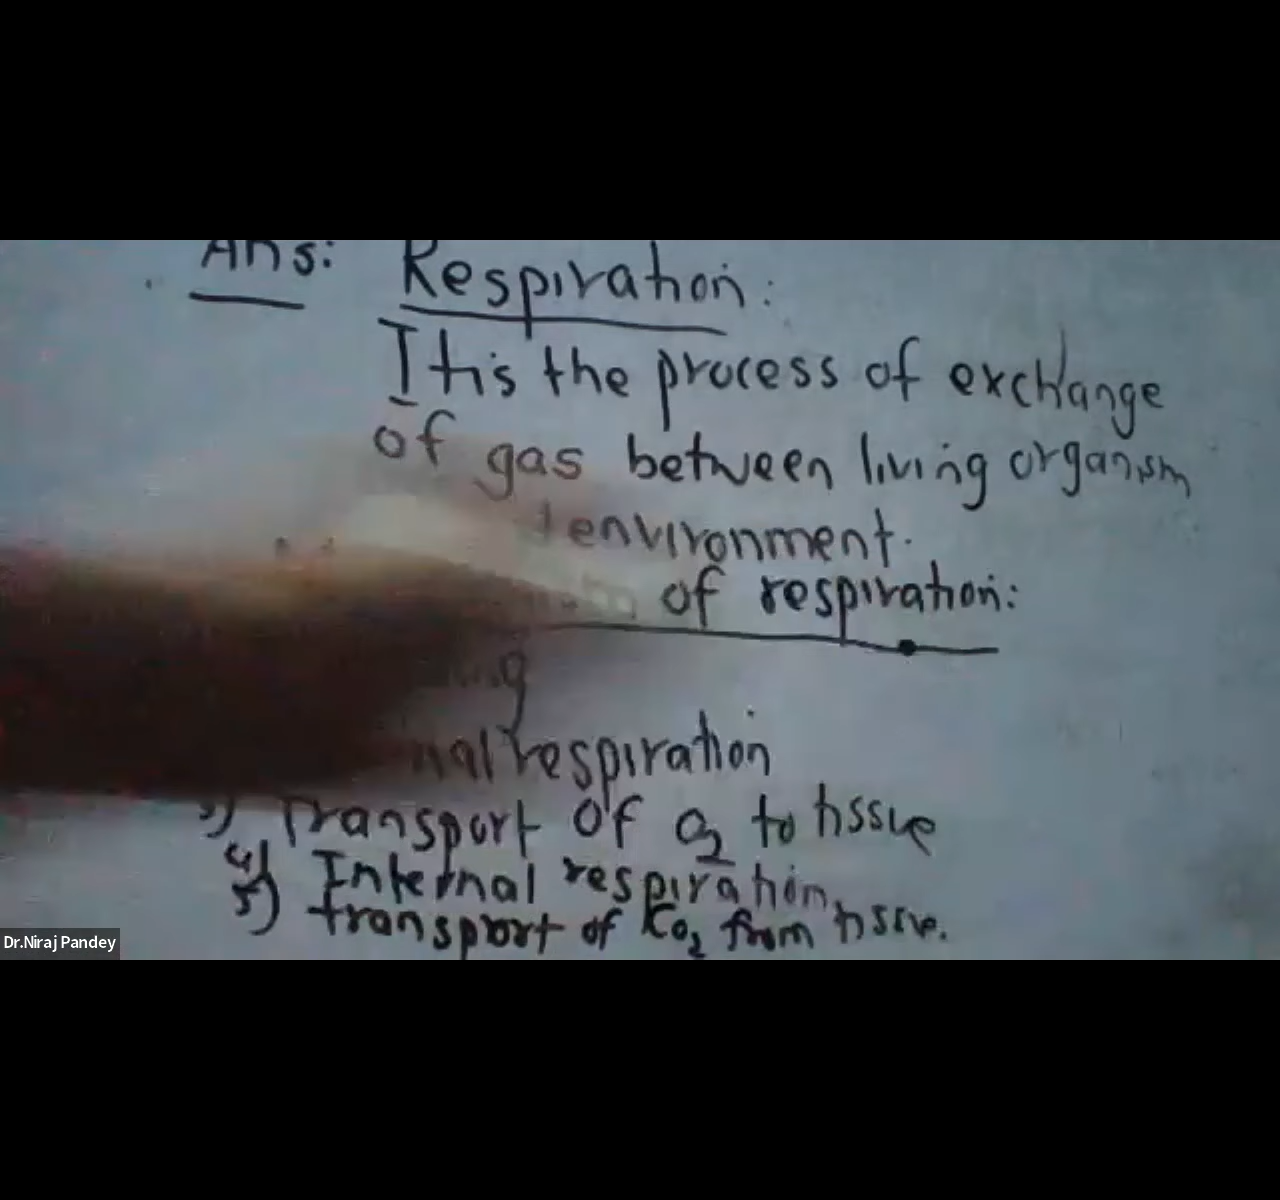 Ans: Respiration:
It is the process of exchange
of gas between living organism
environment.
of respiration:
respiration
3) Transport of O2 to tissue
4) Internal respiration
5) transport of CO2 from tissue.
Dr.Niraj Pandey